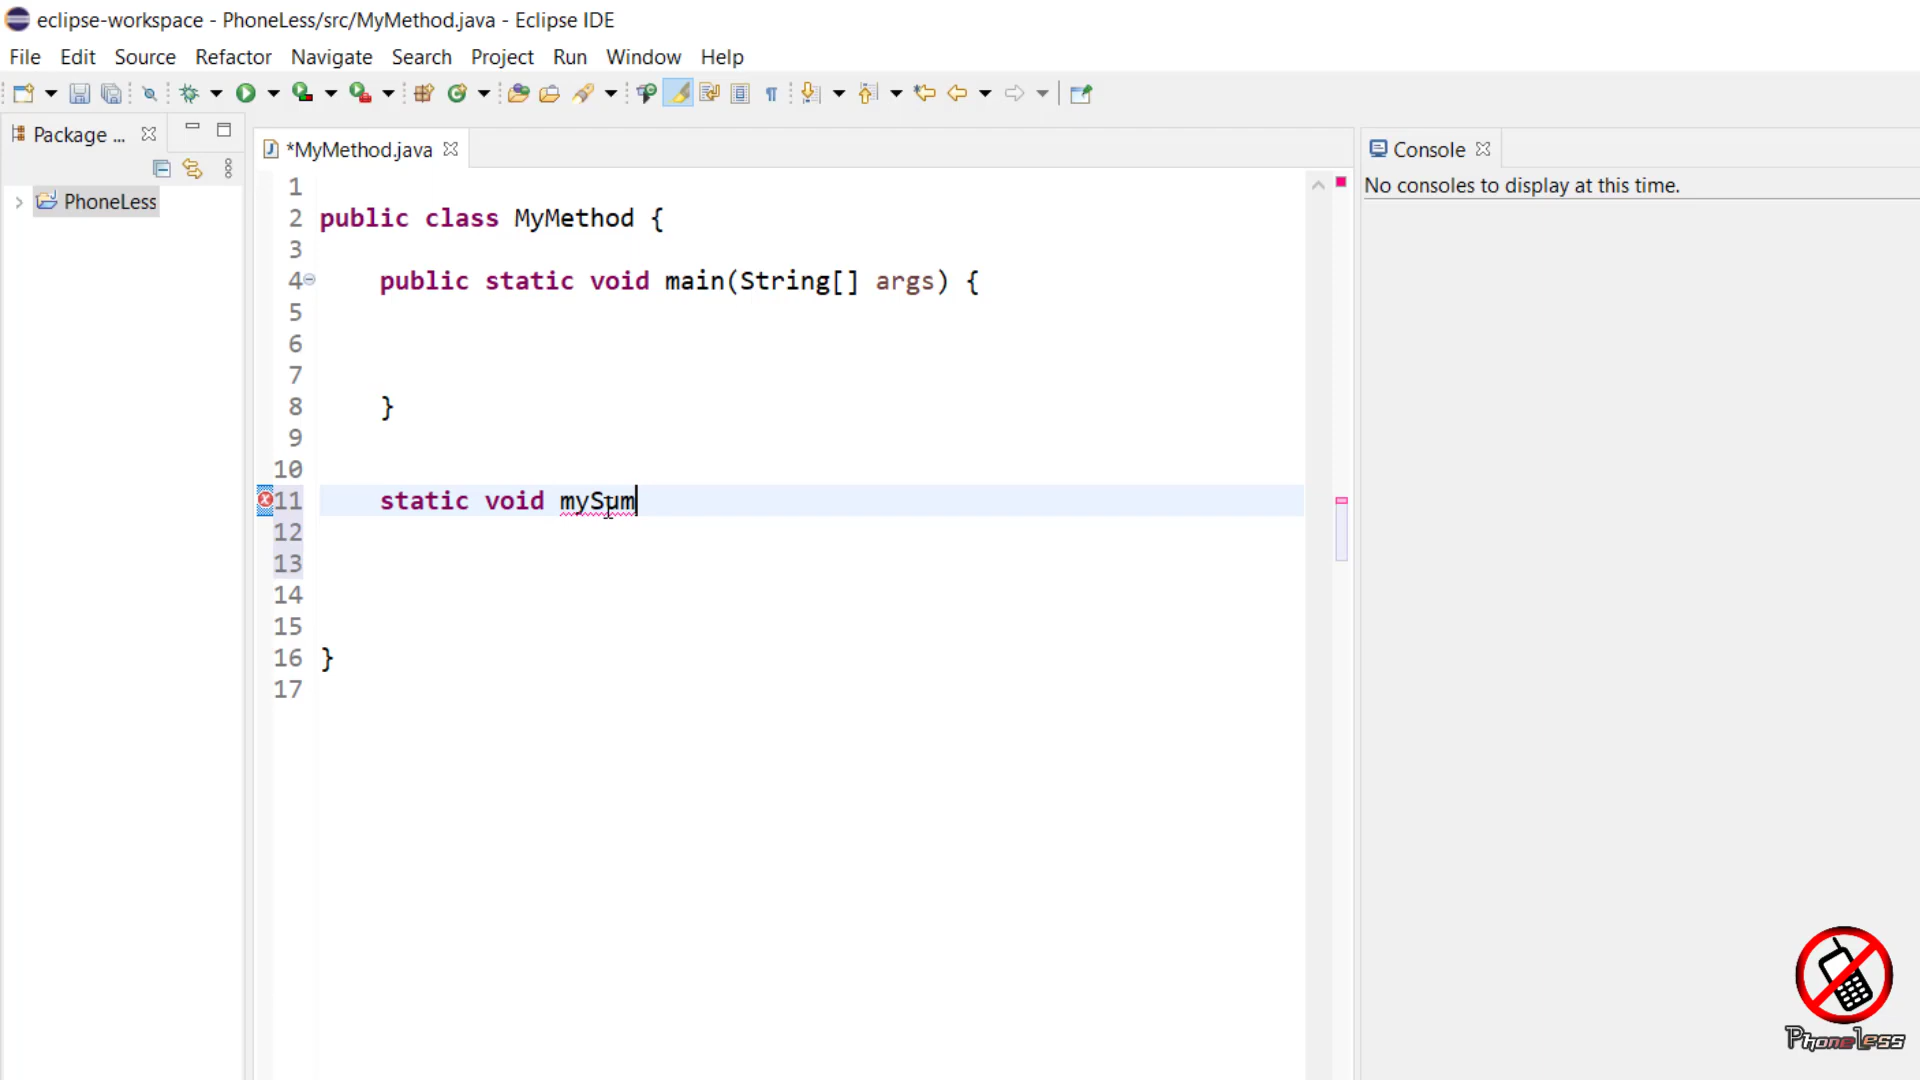 eclipse-workspace - PhoneLess/src/MyMethod.java - Eclipse IDE
File Edit Source Refactor Navigate Search Project Run Window Help
Package ...
*MyMethod.java
Console
PhoneLess
No consoles to display at this time.
1
2 public class MyMethod {
3
4 public static void main(String[] args) {
5
6
7
8 }
9
10
11 static void mySum
12
13
14
15
16 }
17
PhoneLess